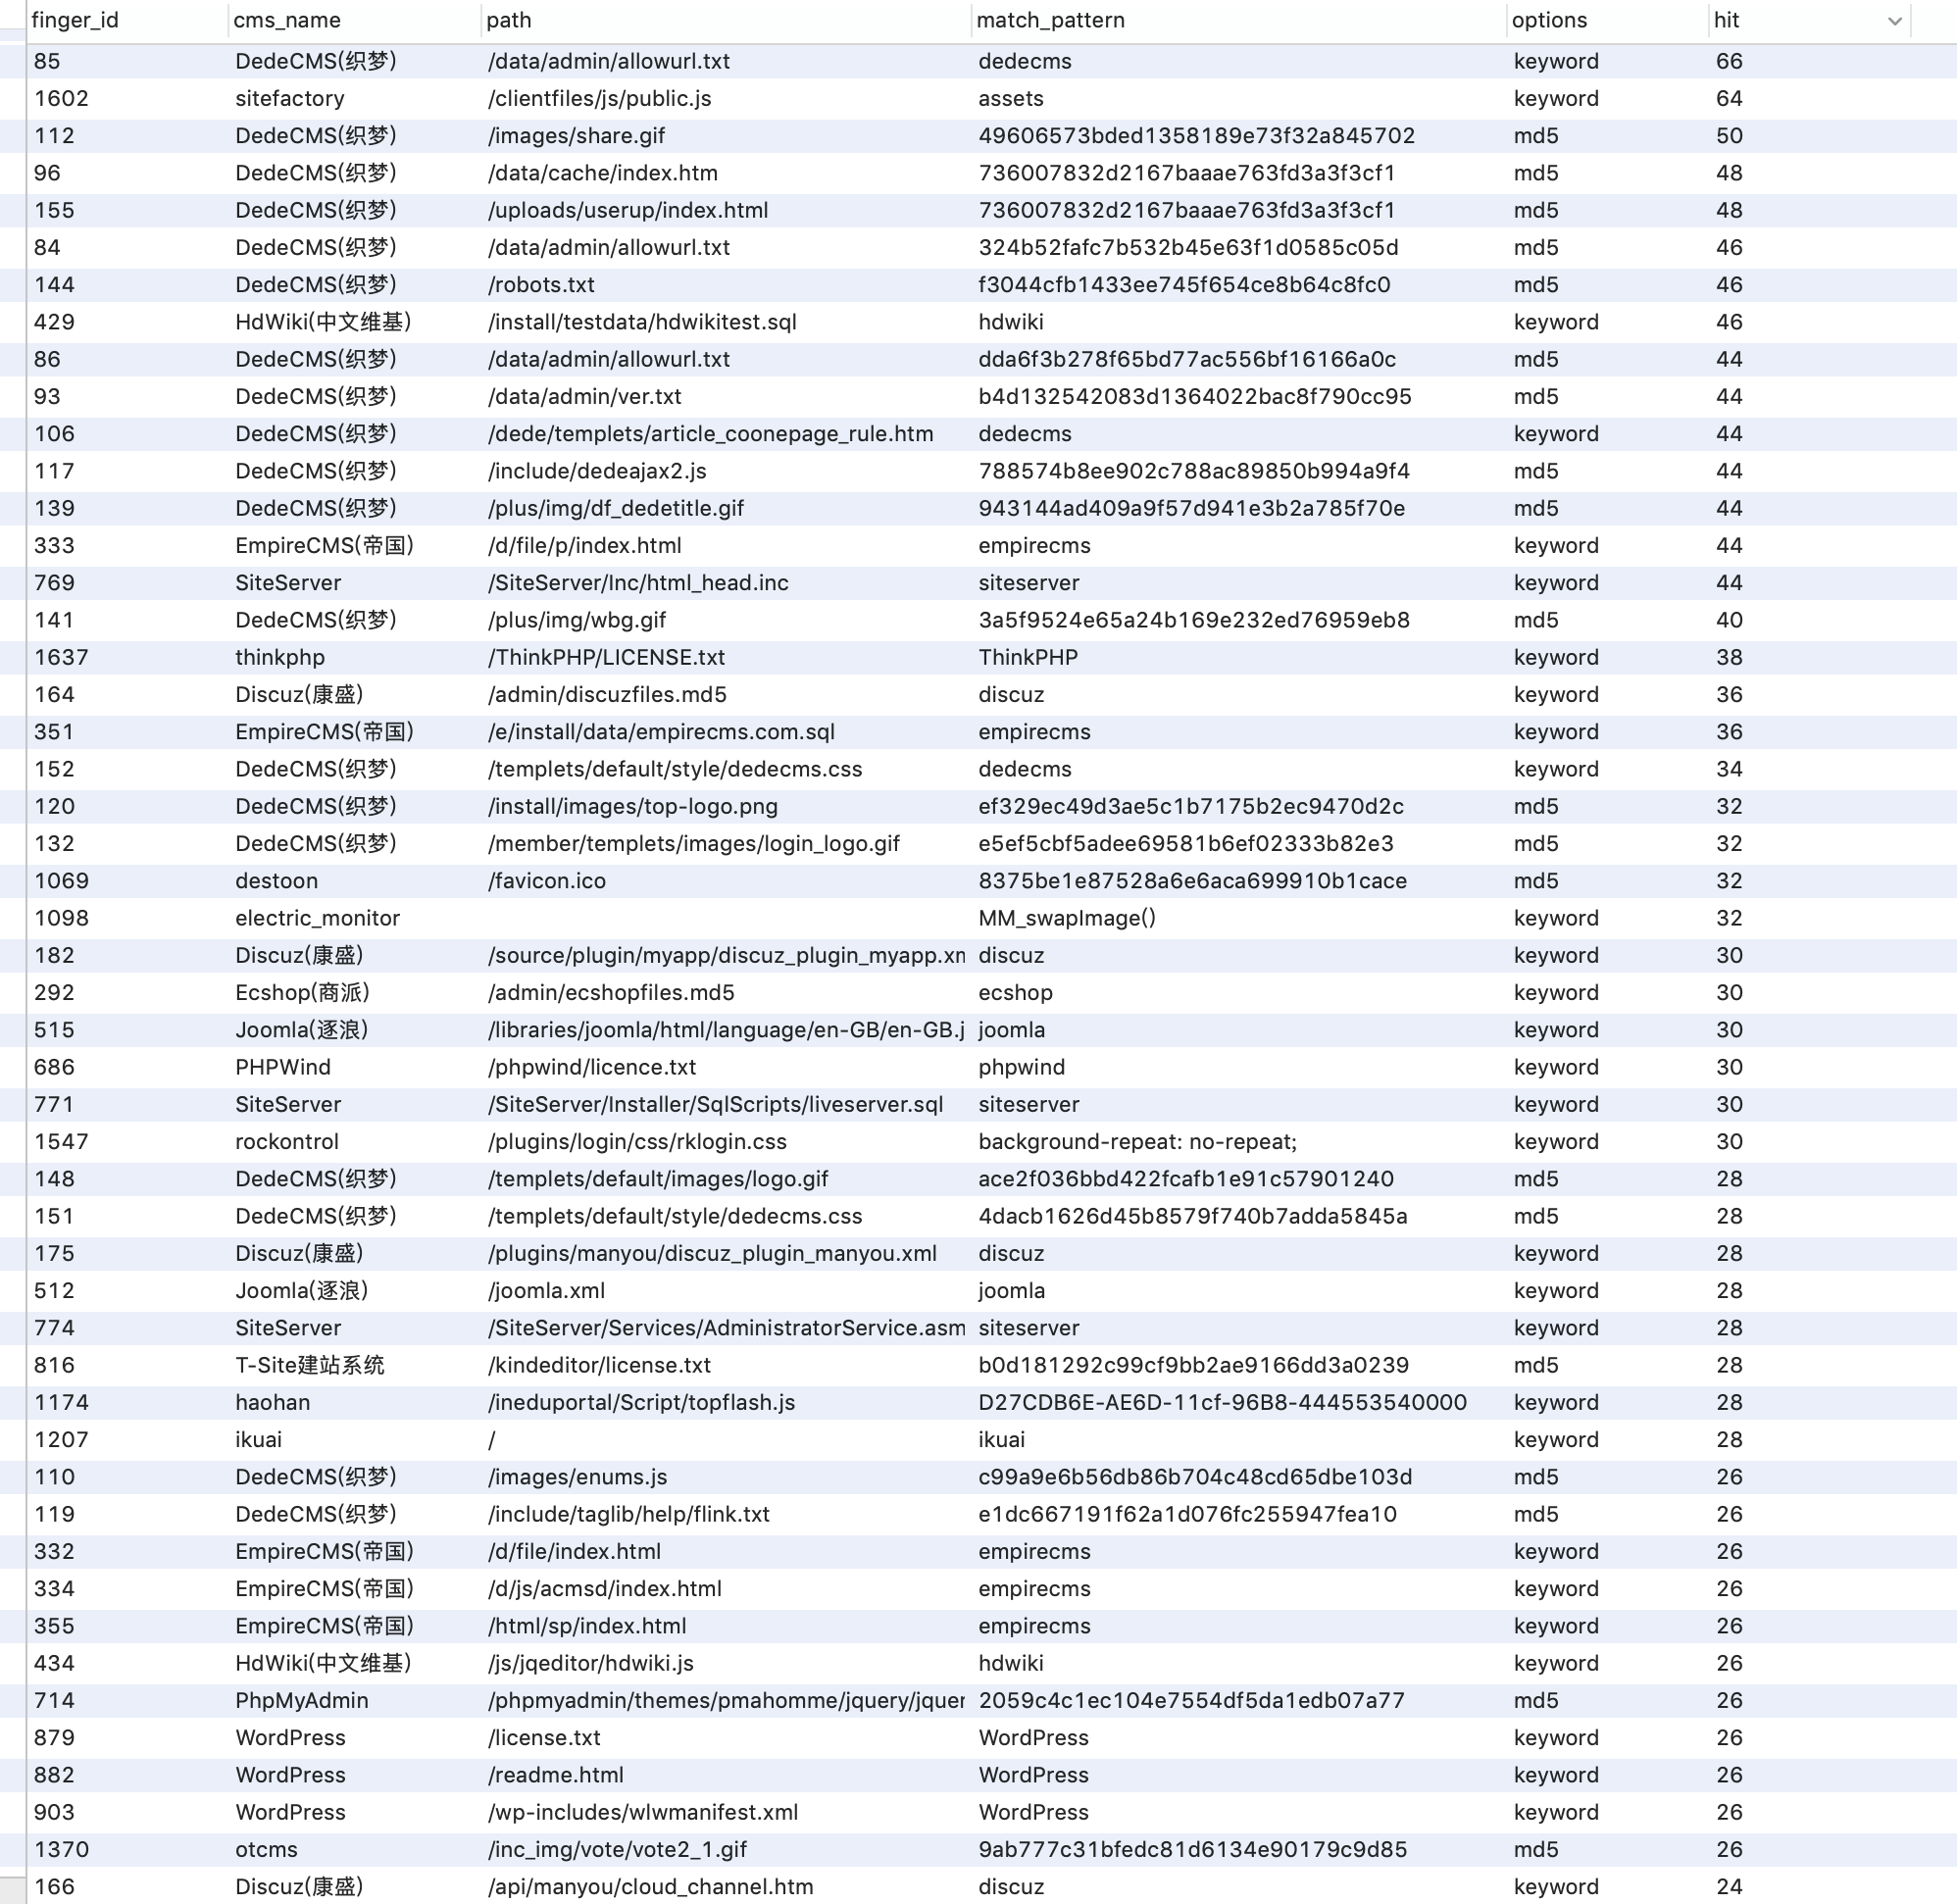 finger_id cms_name path match_pattern options hit
85 DedeCMS(织梦) /data/admin/allowurl.txt dedecms keyword 66
1602 sitefactory /clientfiles/js/public.js assets keyword 64
112 DedeCMS(织梦) /images/share.gif 49606573bded1358189e73f32a845702 md5 50
96 DedeCMS(织梦) /data/cache/index.htm 736007832d2167baaae763fd3a3f3cf1 md5 48
155 DedeCMS(织梦) /uploads/userup/index.html 736007832d2167baaae763fd3a3f3cf1 md5 48
84 DedeCMS(织梦) /data/admin/allowurl.txt 324b52fafc7b532b45e63f1d0585c05d md5 46
144 DedeCMS(织梦) /robots.txt f3044cfb1433ee745f654ce8b64c8fc0 md5 46
429 HdWiki(中文维基) /install/testdata/hdwikitest.sql hdwiki keyword 46
86 DedeCMS(织梦) /data/admin/allowurl.txt dda6f3b278f65bd77ac556bf16166a0c md5 44
93 DedeCMS(织梦) /data/admin/ver.txt b4d132542083d1364022bac8f790cc95 md5 44
106 DedeCMS(织梦) /dede/templets/article_coonepage_rule.htm dedecms keyword 44
117 DedeCMS(织梦) /include/dedeajax2.js 788574b8ee902c788ac89850b994a9f4 md5 44
139 DedeCMS(织梦) /plus/img/df_dedetitle.gif 943144ad409a9f57d941e3b2a785f70e md5 44
333 EmpireCMS(帝国) /d/file/p/index.html empirecms keyword 44
769 SiteServer /SiteServer/Inc/html_head.inc siteserver keyword 44
141 DedeCMS(织梦) /plus/img/wbg.gif 3a5f9524e65a24b169e232ed76959eb8 md5 40
1637 thinkphp /ThinkPHP/LICENSE.txt ThinkPHP keyword 38
164 Discuz(康盛) /admin/discuzfiles.md5 discuz keyword 36
351 EmpireCMS(帝国) /e/install/data/empirecms.com.sql empirecms keyword 36
152 DedeCMS(织梦) /templets/default/style/dedecms.css dedecms keyword 34
120 DedeCMS(织梦) /install/images/top-logo.png ef329ec49d3ae5c1b7175b2ec9470d2c md5 32
132 DedeCMS(织梦) /member/templets/images/login_logo.gif e5ef5cbf5adee69581b6ef02333b82e3 md5 32
1069 destoon /favicon.ico 8375be1e87528a6e6aca699910b1cace md5 32
1098 electric_monitor MM_swapImage() keyword 32
182 Discuz(康盛) /source/plugin/myapp/discuz_plugin_myapp.xn discuz keyword 30
292 Ecshop(商派) /admin/ecshopfiles.md5 ecshop keyword 30
515 Joomla(逐浪) /libraries/joomla/html/language/en-GB/en-GB.j joomla keyword 30
686 PHPWind /phpwind/licence.txt phpwind keyword 30
771 SiteServer /SiteServer/Installer/SqlScripts/liveserver.sql siteserver keyword 30
1547 rockontrol /plugins/login/css/rklogin.css background-repeat: no-repeat; keyword 30
148 DedeCMS(织梦) /templets/default/images/logo.gif ace2f036bbd422fcafb1e91c57901240 md5 28
151 DedeCMS(织梦) /templets/default/style/dedecms.css 4dacb1626d45b8579f740b7adda5845a md5 28
175 Discuz(康盛) /plugins/manyou/discuz_plugin_manyou.xml discuz keyword 28
512 Joomla(逐浪) /joomla.xml joomla keyword 28
774 SiteServer /SiteServer/Services/AdministratorService.asm siteserver keyword 28
816 T-Site建站系统 /kindeditor/license.txt b0d181292c99cf9bb2ae9166dd3a0239 md5 28
1174 haohan /ineduportal/Script/topflash.js D27CDB6E-AE6D-11cf-96B8-444553540000 keyword 28
1207 ikuai / ikuai keyword 28
110 DedeCMS(织梦) /images/enums.js c99a9e6b56db86b704c48cd65dbe103d md5 26
119 DedeCMS(织梦) /include/taglib/help/flink.txt e1dc667191f62a1d076fc255947fea10 md5 26
332 EmpireCMS(帝国) /d/file/index.html empirecms keyword 26
334 EmpireCMS(帝国) /d/js/acmsd/index.html empirecms keyword 26
355 EmpireCMS(帝国) /html/sp/index.html empirecms keyword 26
434 HdWiki(中文维基) /js/jqeditor/hdwiki.js hdwiki keyword 26
714 PhpMyAdmin /phpmyadmin/themes/pmahomme/jquery/jquer 2059c4c1ec104e7554df5da1edb07a77 md5 26
879 WordPress /license.txt WordPress keyword 26
882 WordPress /readme.html WordPress keyword 26
903 WordPress /wp-includes/wlwmanifest.xml WordPress keyword 26
1370 otcms /inc_img/vote/vote2_1.gif 9ab777c31bfedc81d6134e90179c9d85 md5 26
166 Discuz(康盛) /api/manyou/cloud_channel.htm discuz keyword 24